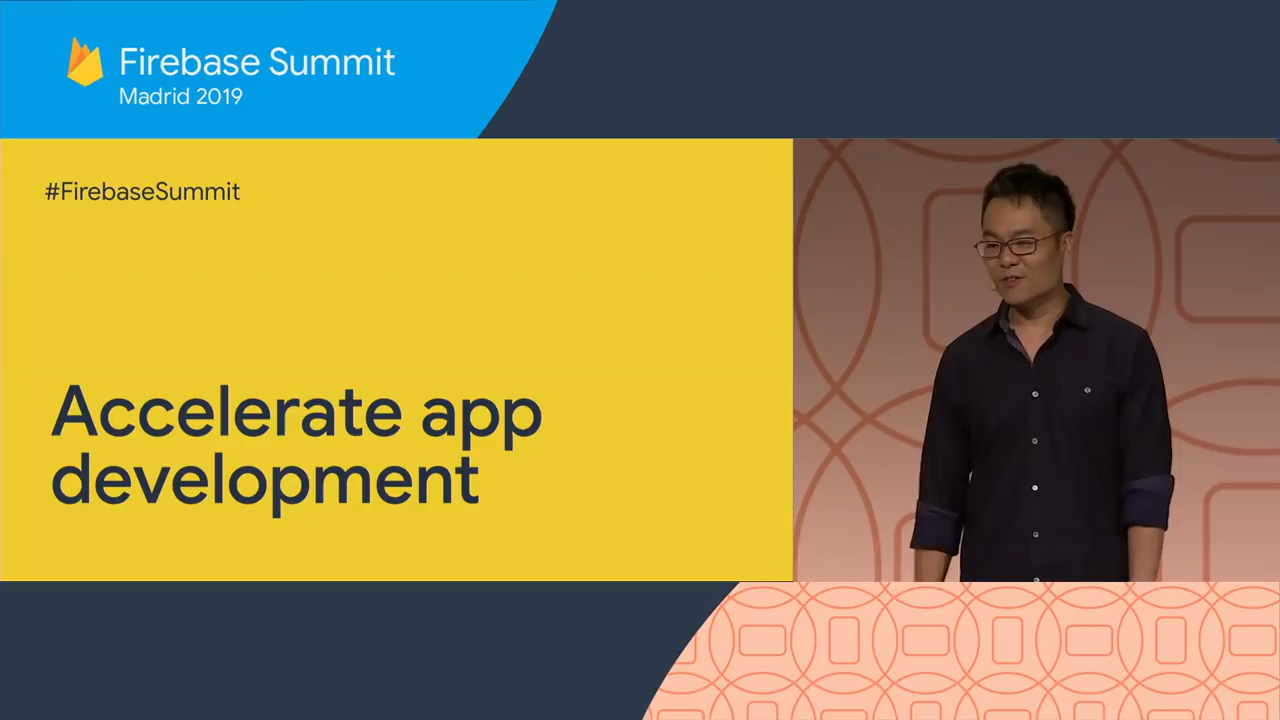 Firebase Summit
Madrid 2019
#FirebaseSummit
Accelerate app
development